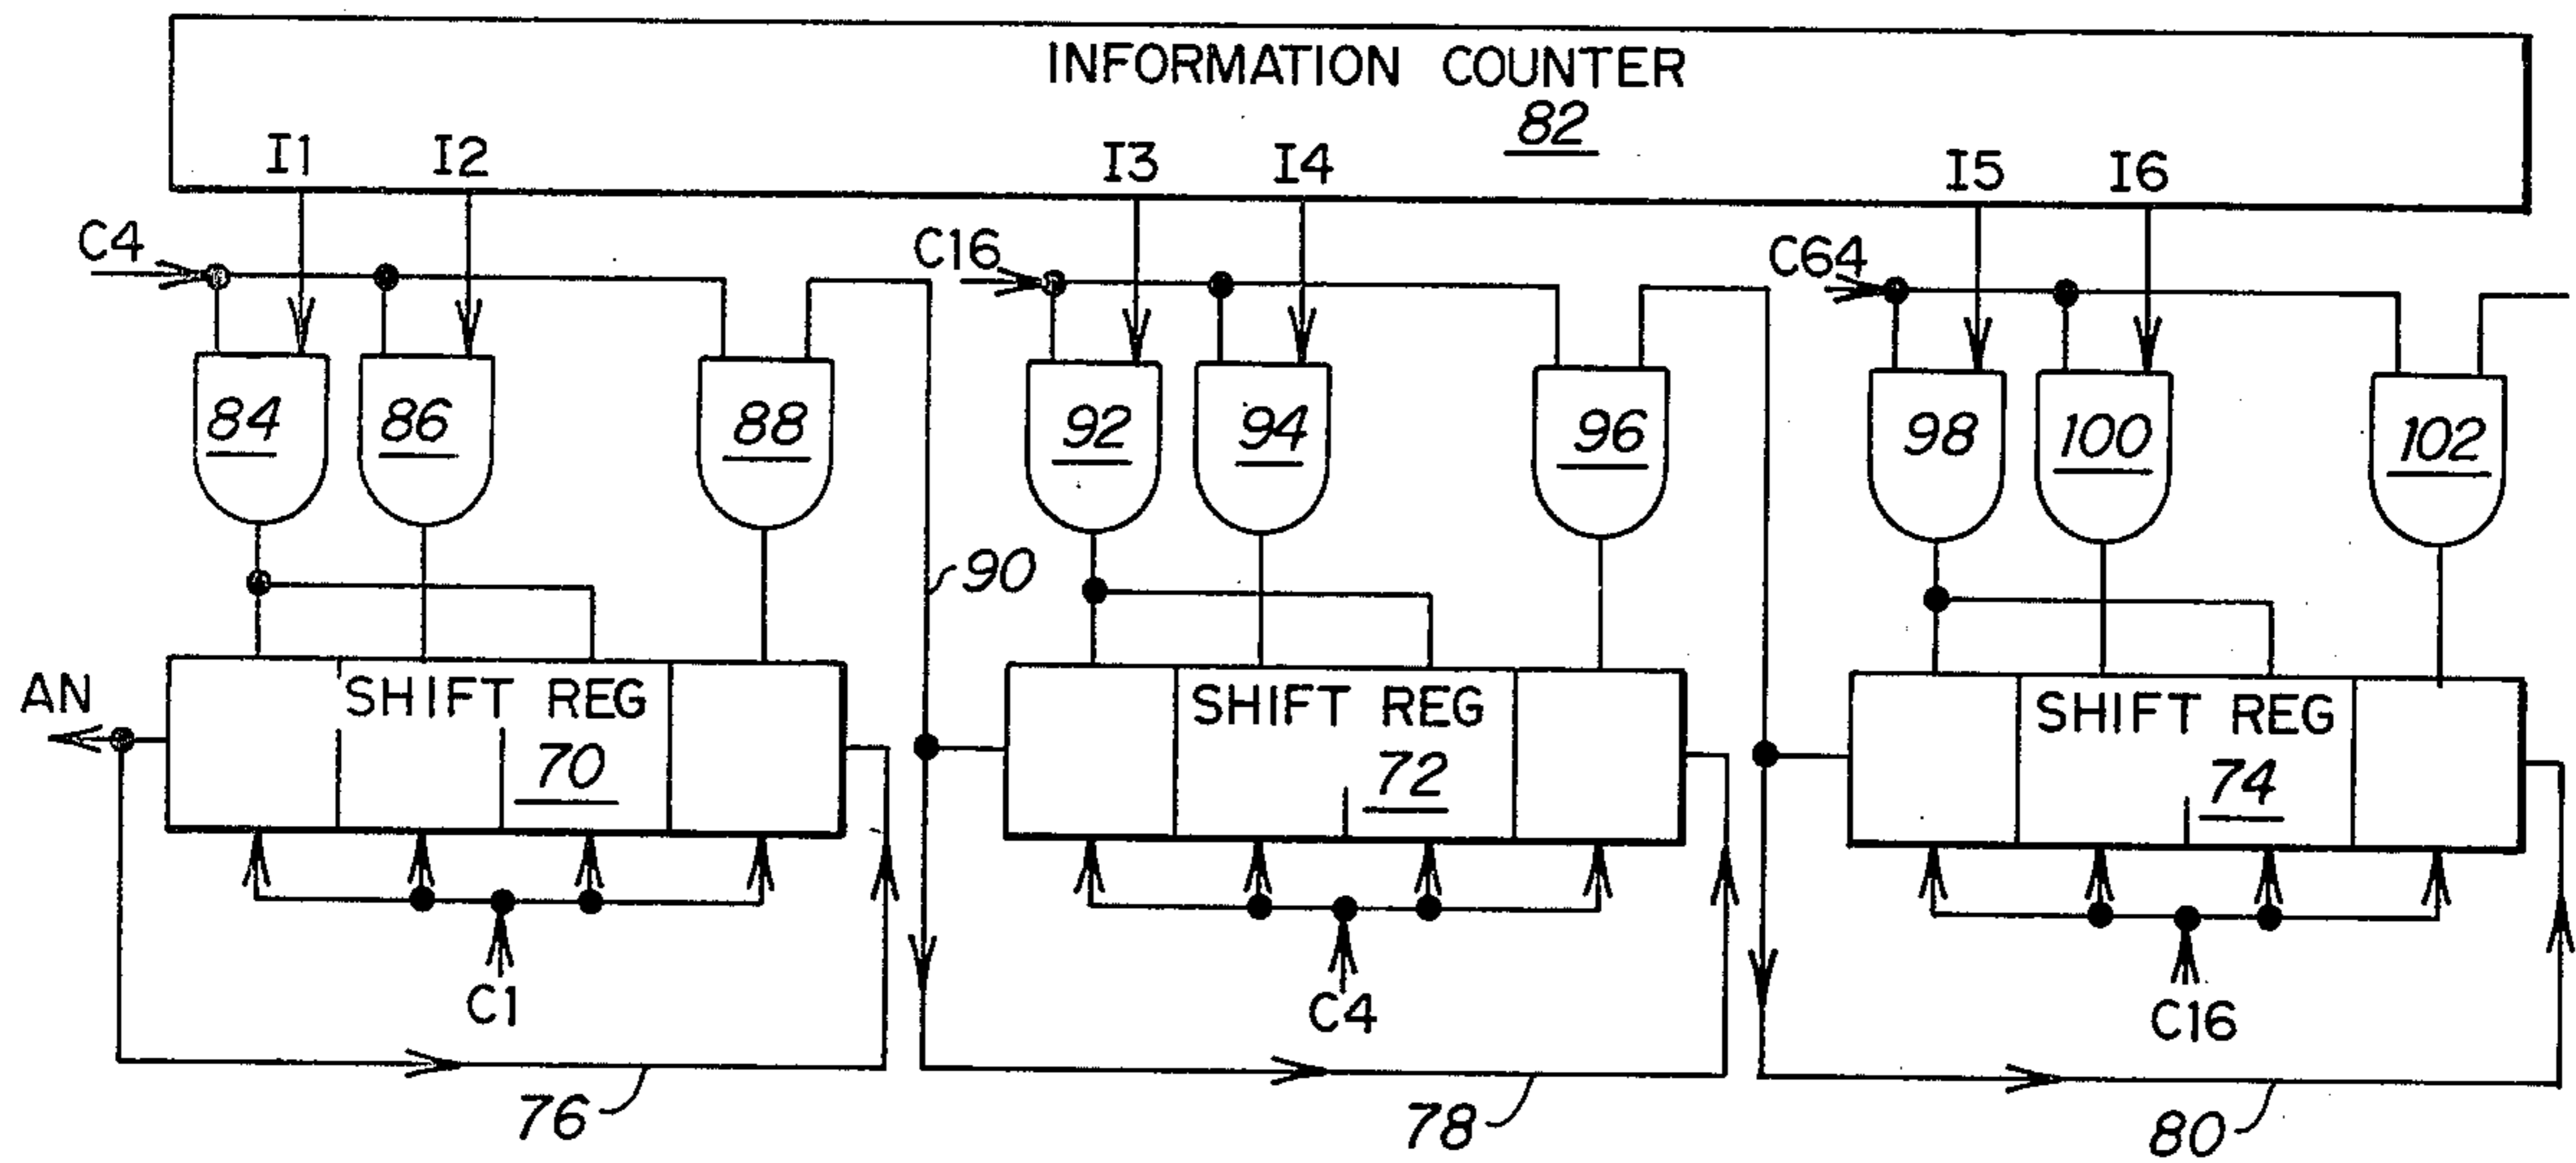 INFORMATION COUNTER
82
I1 I2 I3 I4 I5 I6
C4 C16 C64
84 86 88 92 94 96 98 100 102
90
AN
SHIFT REG SHIFT REG SHIFT REG
70 72 74
C1 C4 C16
76 78 80